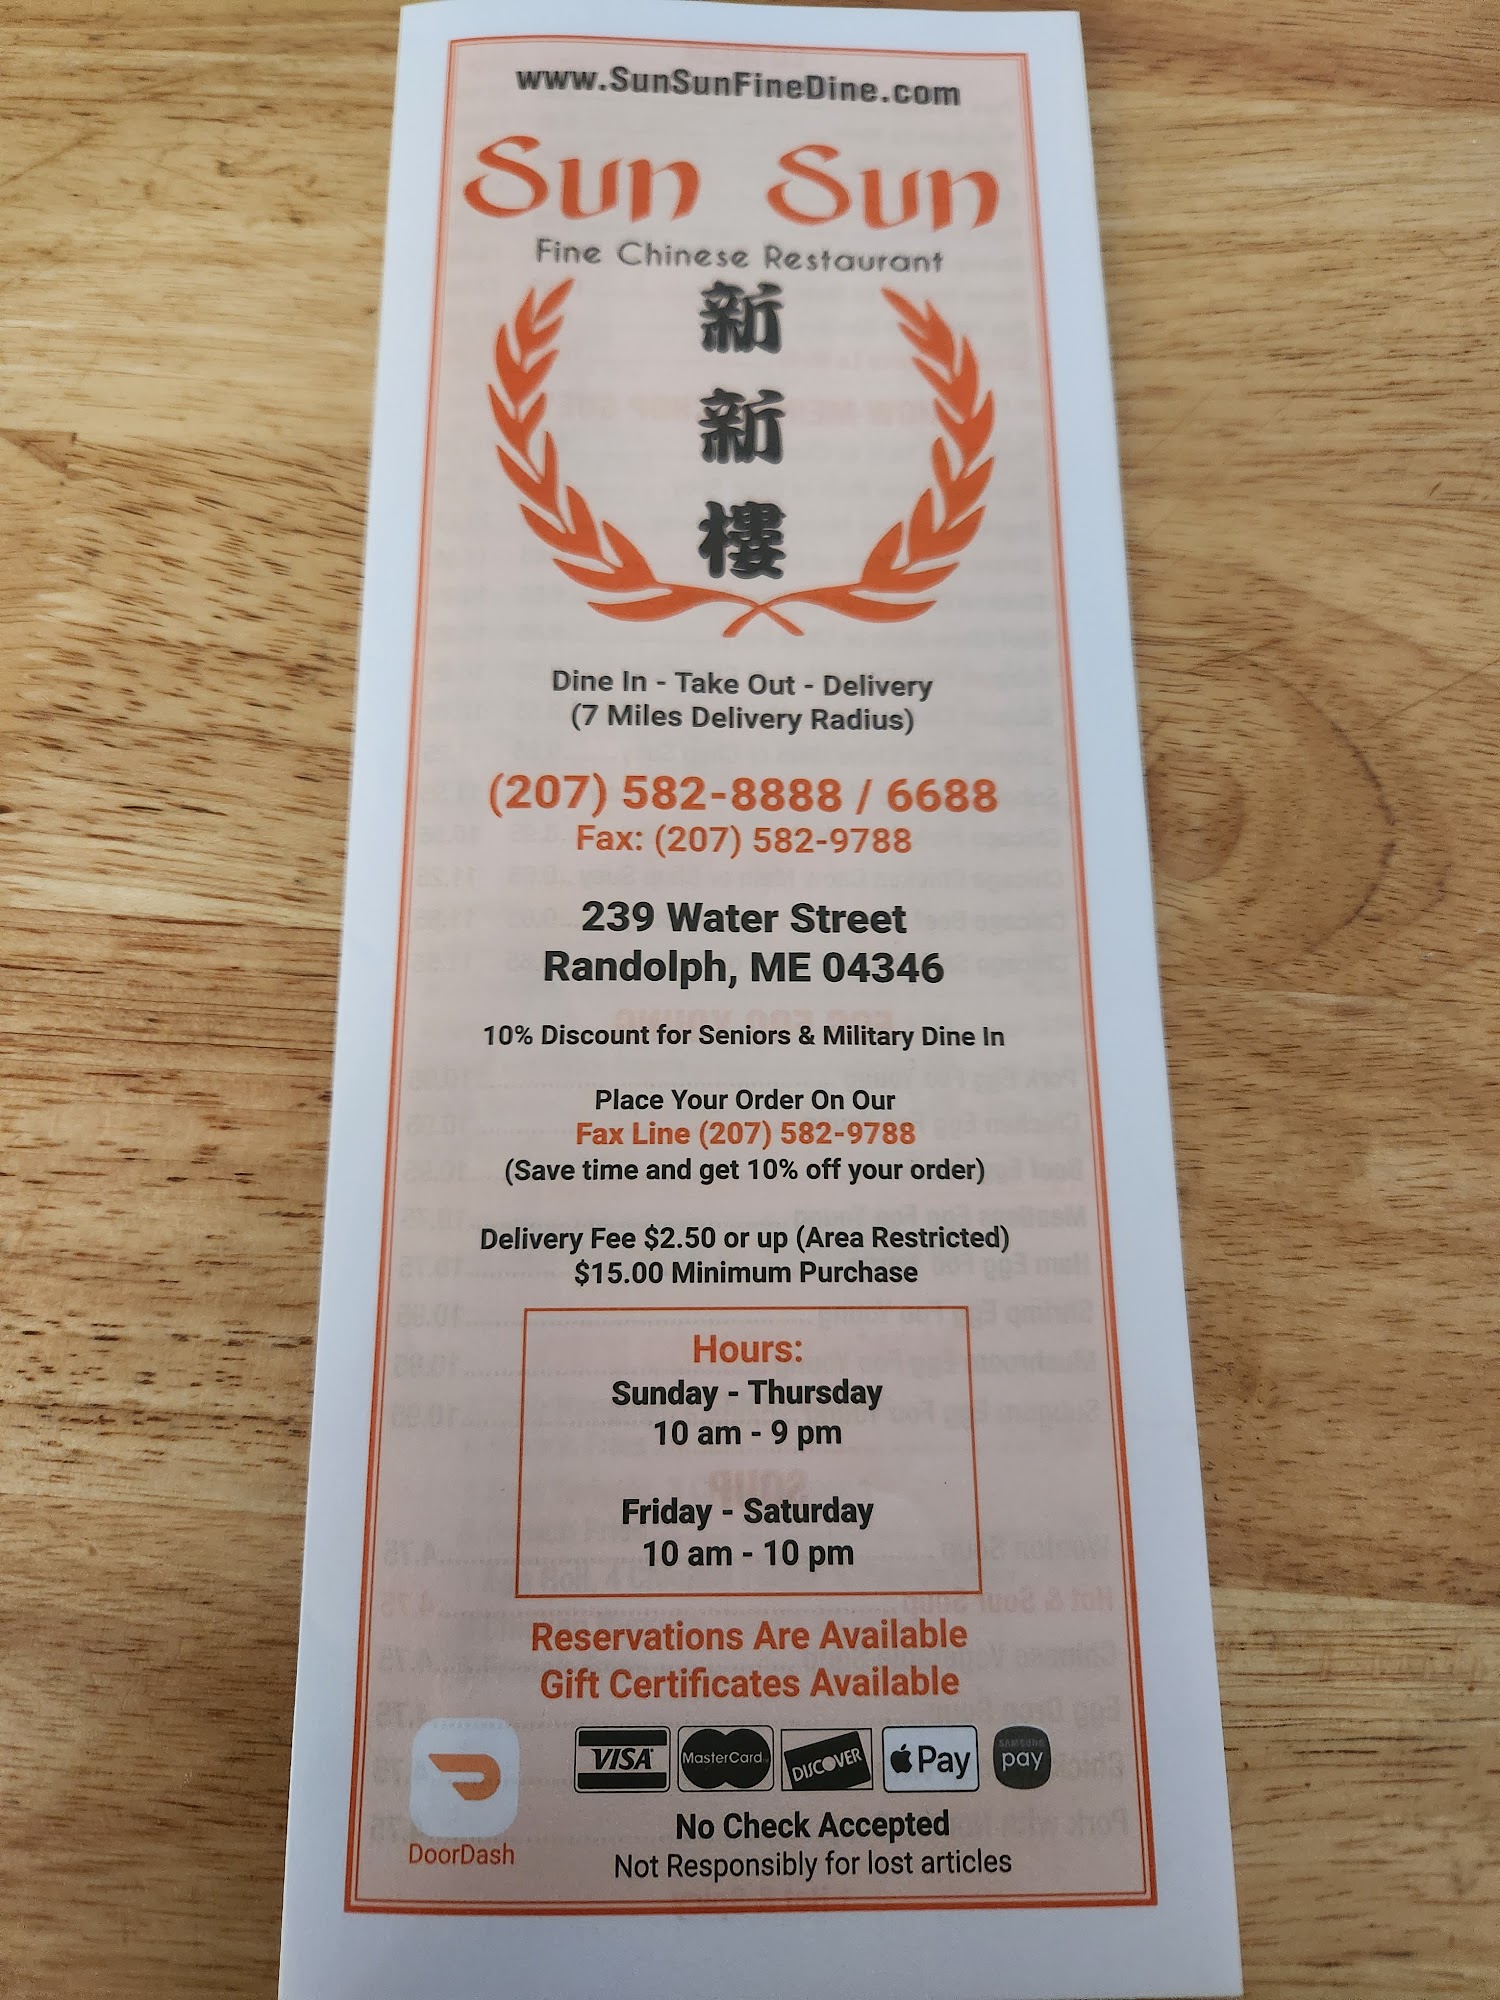 www.SunSunFineDine.com
Sun Sun
Fine Chinese Restaurant
新
新
樓
Dine In - Take Out - Delivery
(7 Miles Delivery Radius)
(207) 582-8888 / 6688
Fax: (207) 582-9788
239 Water Street
Randolph, ME 04346
10% Discount for Seniors & Military Dine In
Place Your Order On Our
Fax Line (207) 582-9788
(Save time and get 10% off your order)
Delivery Fee $2.50 or up (Area Restricted)
$15.00 Minimum Purchase
Hours:
Sunday - Thursday
10 am - 9 pm
Friday - Saturday
10 am - 10 pm
Reservations Are Available
Gift Certificates Available
VISA MasterCard DISCOVER Pay SAMSUNG pay
DoorDash
No Check Accepted
Not Responsibly for lost articles